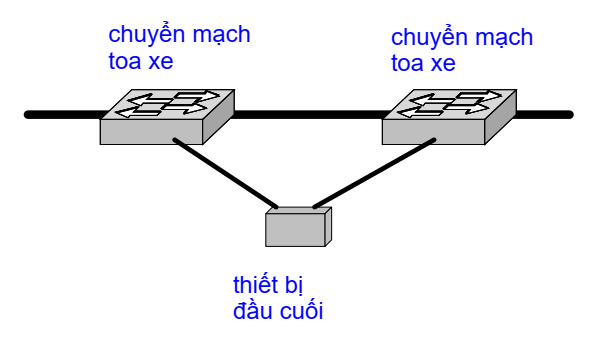 chuyển mạch
toa xe
chuyển mạch
toa xe
thiết bị
đầu cuối